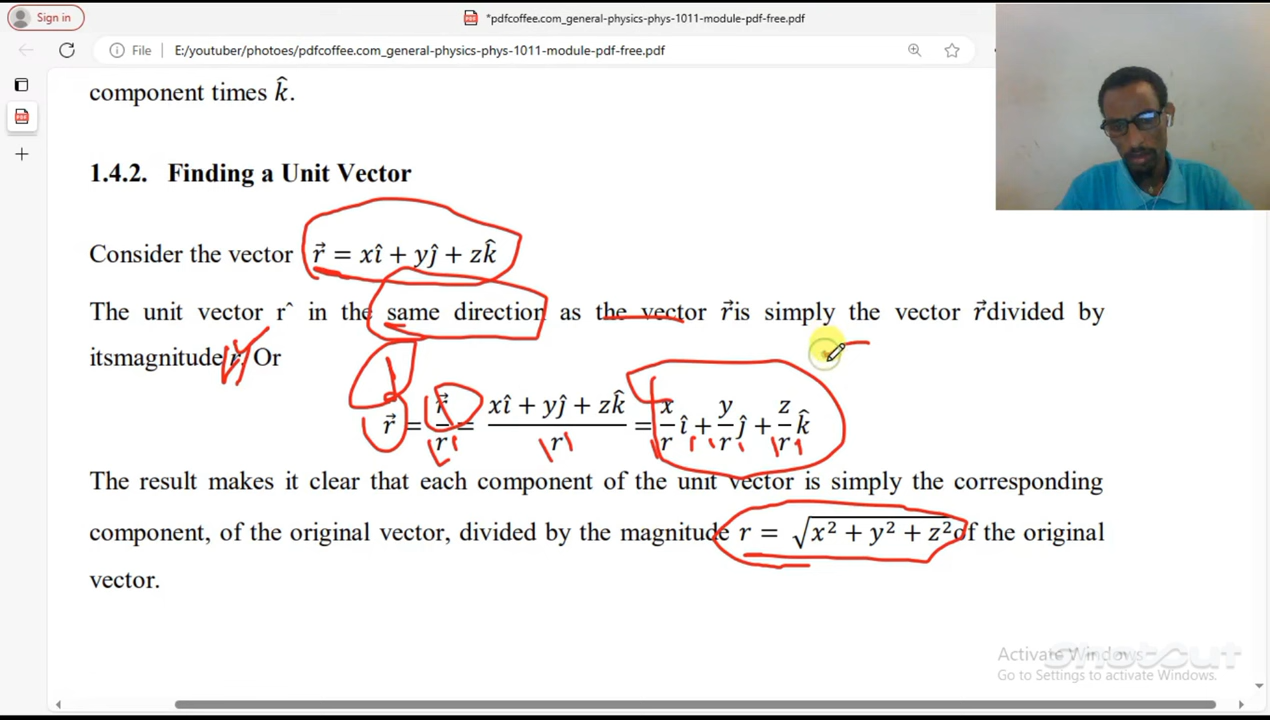 Sign in
*pdfcoffee.com_general-physics-phys-1011-module-pdf-free.pdf
File E:/youtuber/photoes/pdfcoffee.com_general-physics-phys-1011-module-pdf-free.pdf
component times k̂.
1.4.2. Finding a Unit Vector
Consider the vector r⃗ = xî + yĵ + zk̂
The unit vector rˆ in the same direction as the vector r⃗is simply the vector r⃗divided by
itsmagnitude r. Or
r⃗ = r⃗/r = (xî + yĵ + zk̂)/r = x/r î + y/r ĵ + z/r k̂
The result makes it clear that each component of the unit vector is simply the corresponding
component, of the original vector, divided by the magnitude r = √x² + y² + z²of the original
vector.
Activate Windows
Shotcut
Go to Settings to activate Windows.